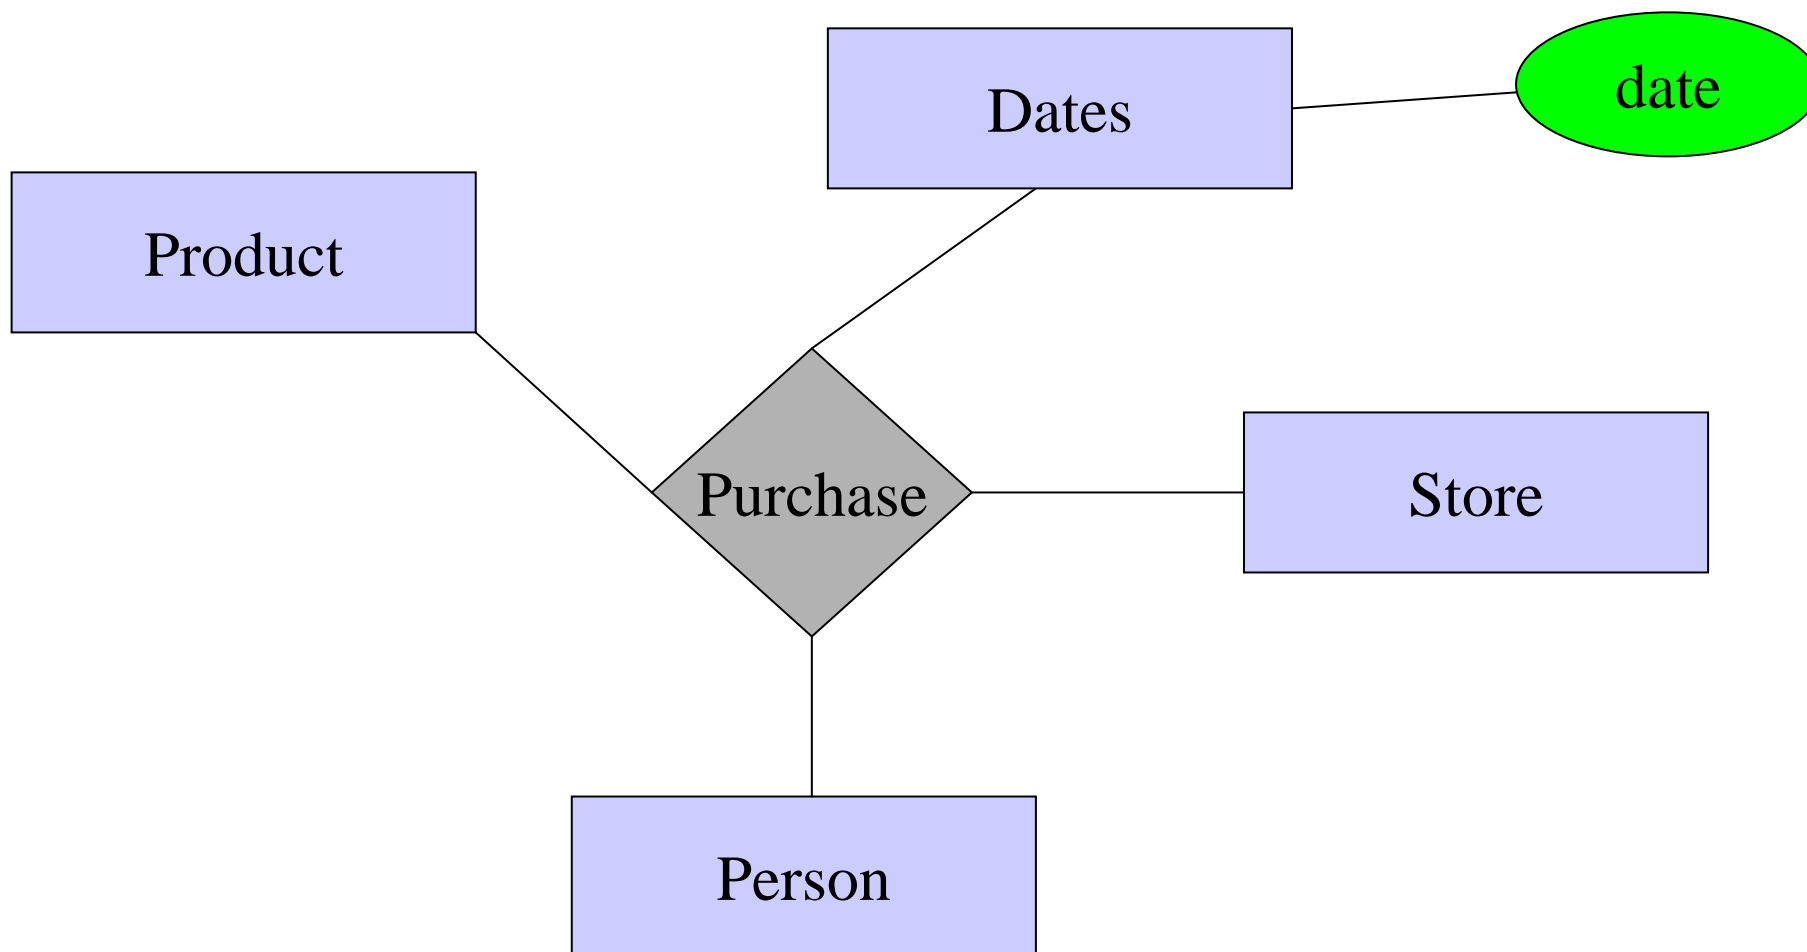 Dates
date
Product
Purchase
Store
Person